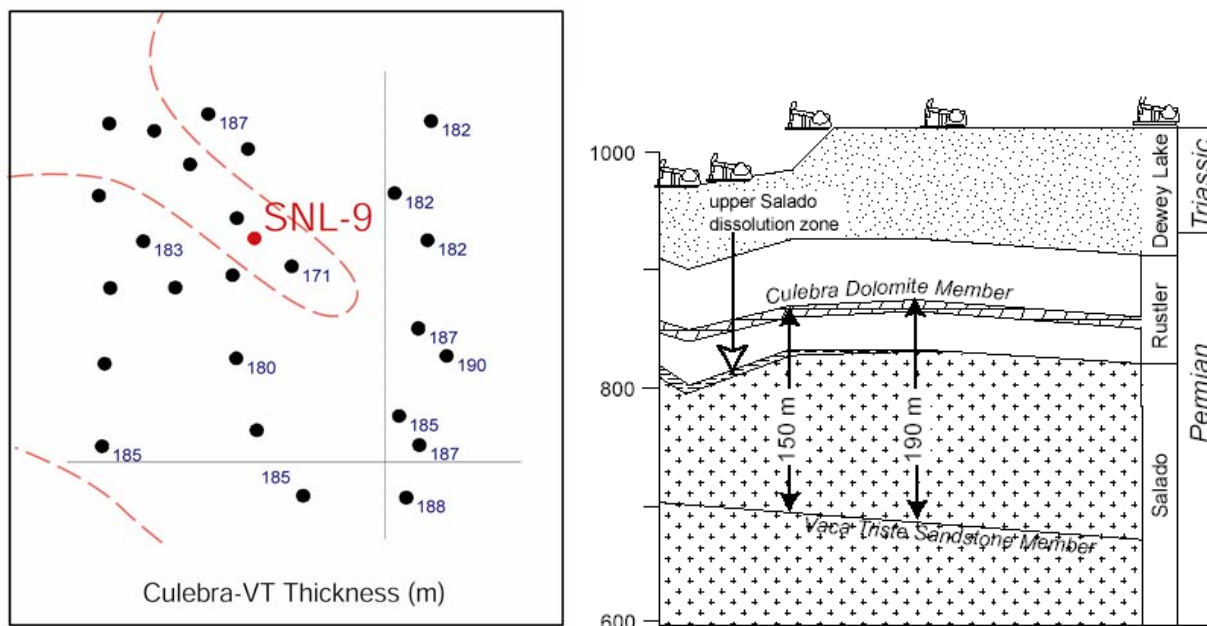 187
182
182
SNL-9
183
182
171
187
180
190
185
185
187
185
188
Culebra-VT Thickness (m)
1000
800
600
upper Salado
dissolution zone
Culebra Dolomite Member
150 m
190 m
Vaca Triste Sandstone Member
Dewey Lake
Rustler
Salado
Triassic
Permian